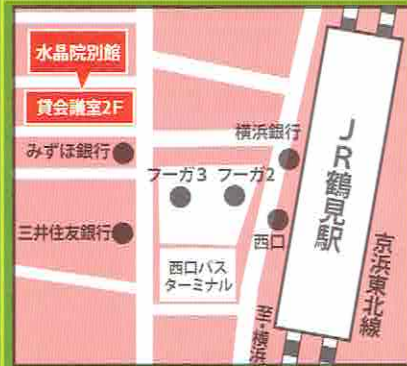 水晶院別館
貸会議室2F
みずほ銀行
横浜銀行
フーガ3
フーガ2
三井住友銀行
西口
西口バス
ターミナル
JR鶴見駅
京浜東北線
至・横浜